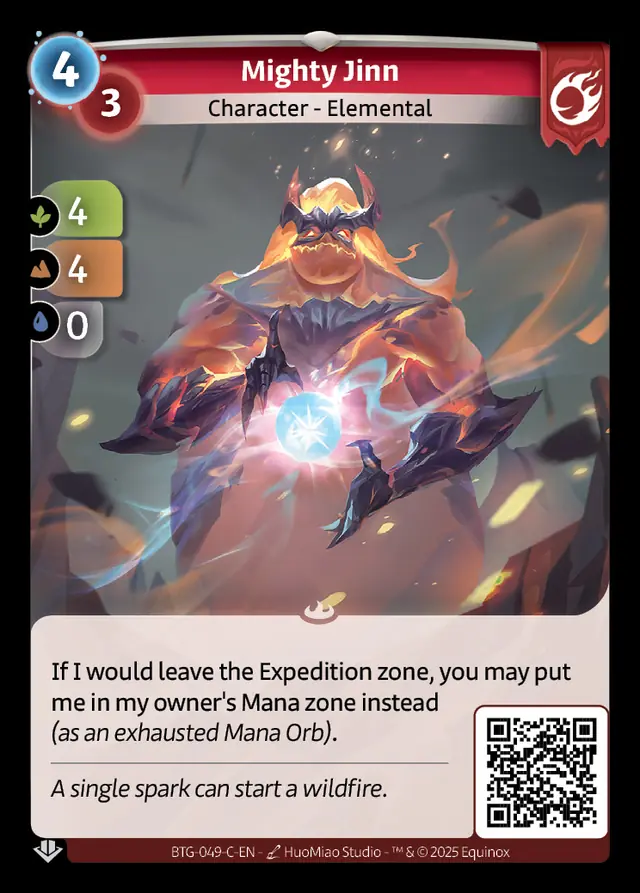 4
3
Mighty Jinn
Character - Elemental
4
4
0
If I would leave the Expedition zone, you may put
me in my owner's Mana zone instead
(as an exhausted Mana Orb).
A single spark can start a wildfire.
BTG-049-C-EN - HuoMiao Studio - ™ & © 2025 Equinox